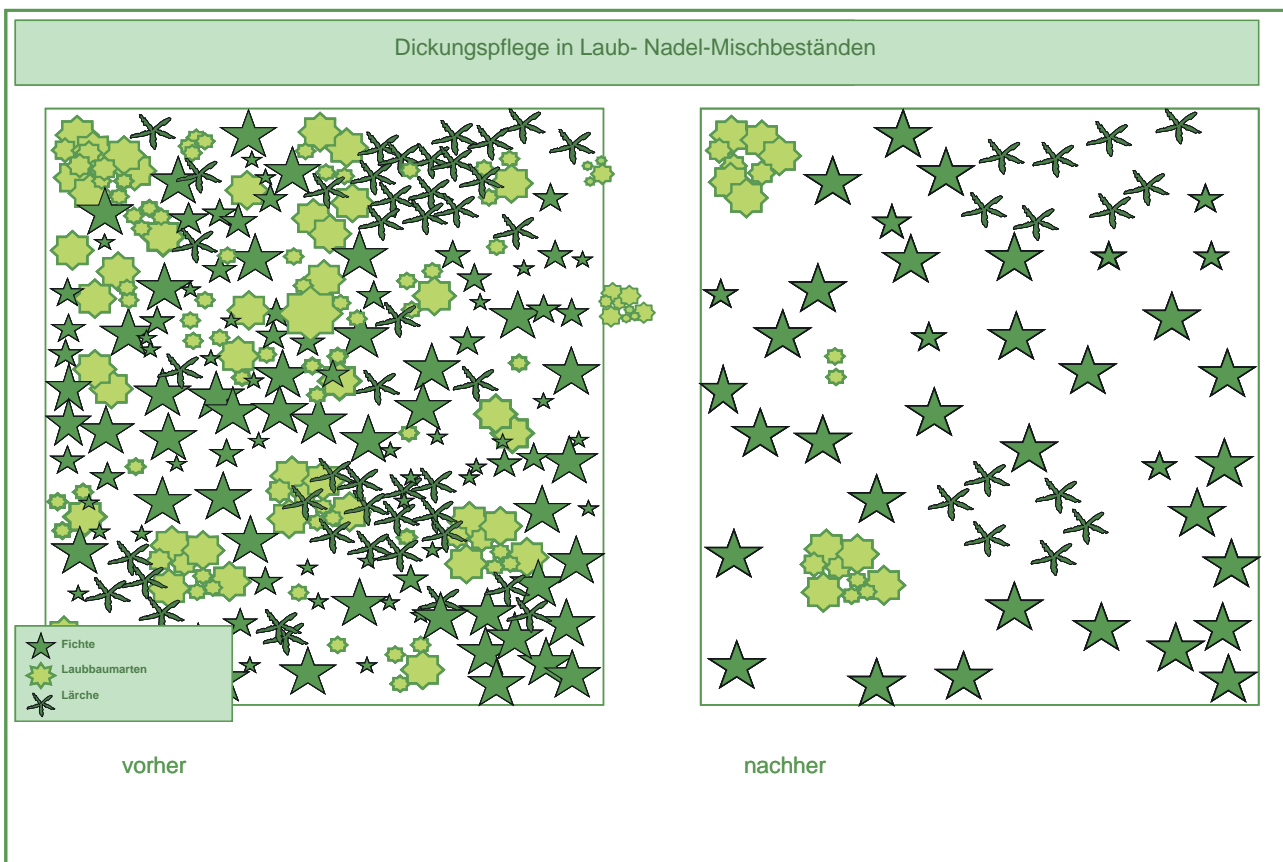 Dickungspflege in Laub- Nadel-Mischbeständen
Fichte
Laubbaumarten
Lärche
vorher
nachher